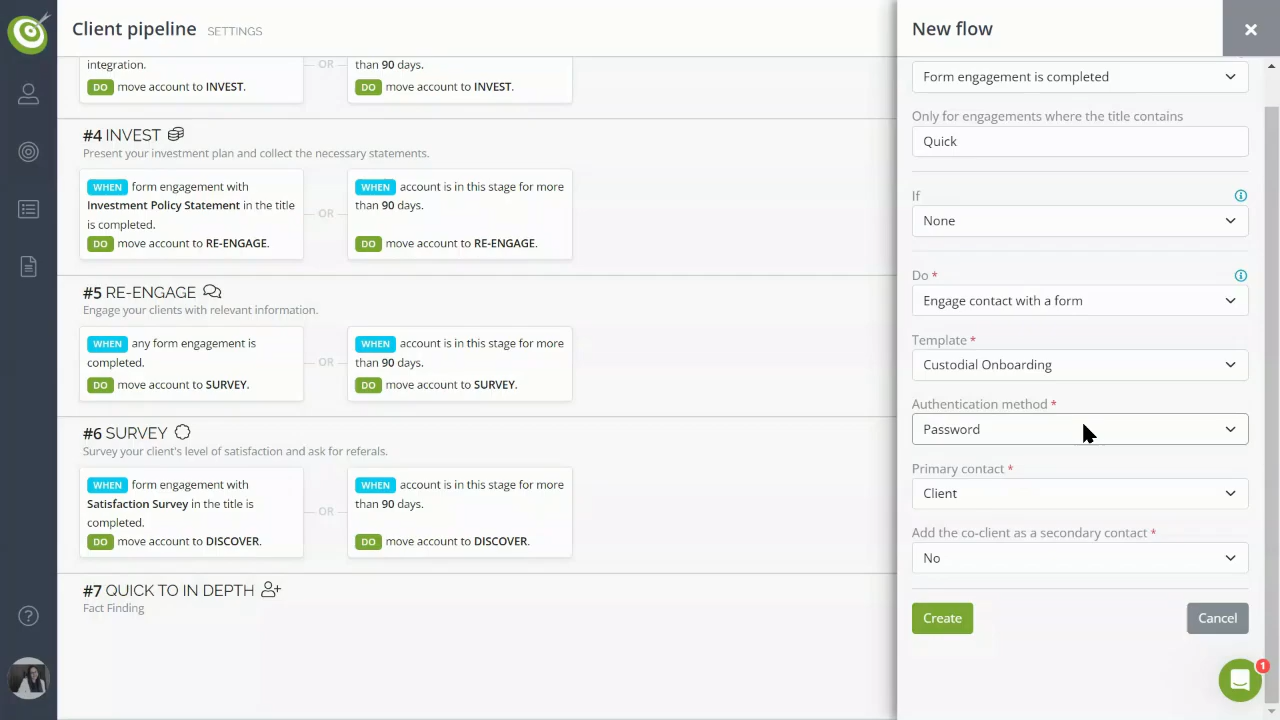 Client pipeline SETTINGS
integration.
DO move account to INVEST.
OR
than 90 days.
DO move account to INVEST.
#4 INVEST
Present your investment plan and collect the necessary statements.
WHEN form engagement with
Investment Policy Statement in the title
is completed.
DO move account to RE-ENGAGE.
OR
WHEN account is in this stage for more
than 90 days.
DO move account to RE-ENGAGE.
#5 RE-ENGAGE
Engage your clients with relevant information.
WHEN any form engagement is
completed.
DO move account to SURVEY.
OR
WHEN account is in this stage for more
than 90 days.
DO move account to SURVEY.
#6 SURVEY
Survey your client's level of satisfaction and ask for referrals.
WHEN form engagement with
Satisfaction Survey in the title is
completed.
DO move account to DISCOVER.
OR
WHEN account is in this stage for more
than 90 days.
DO move account to DISCOVER.
#7 QUICK TO IN DEPTH
Fact Finding
New flow
Form engagement is completed
Only for engagements where the title contains
Quick
If
None
Do *
Engage contact with a form
Template *
Custodial Onboarding
Authentication method *
Password
Primary contact *
Client
Add the co-client as a secondary contact *
No
Create
Cancel
1